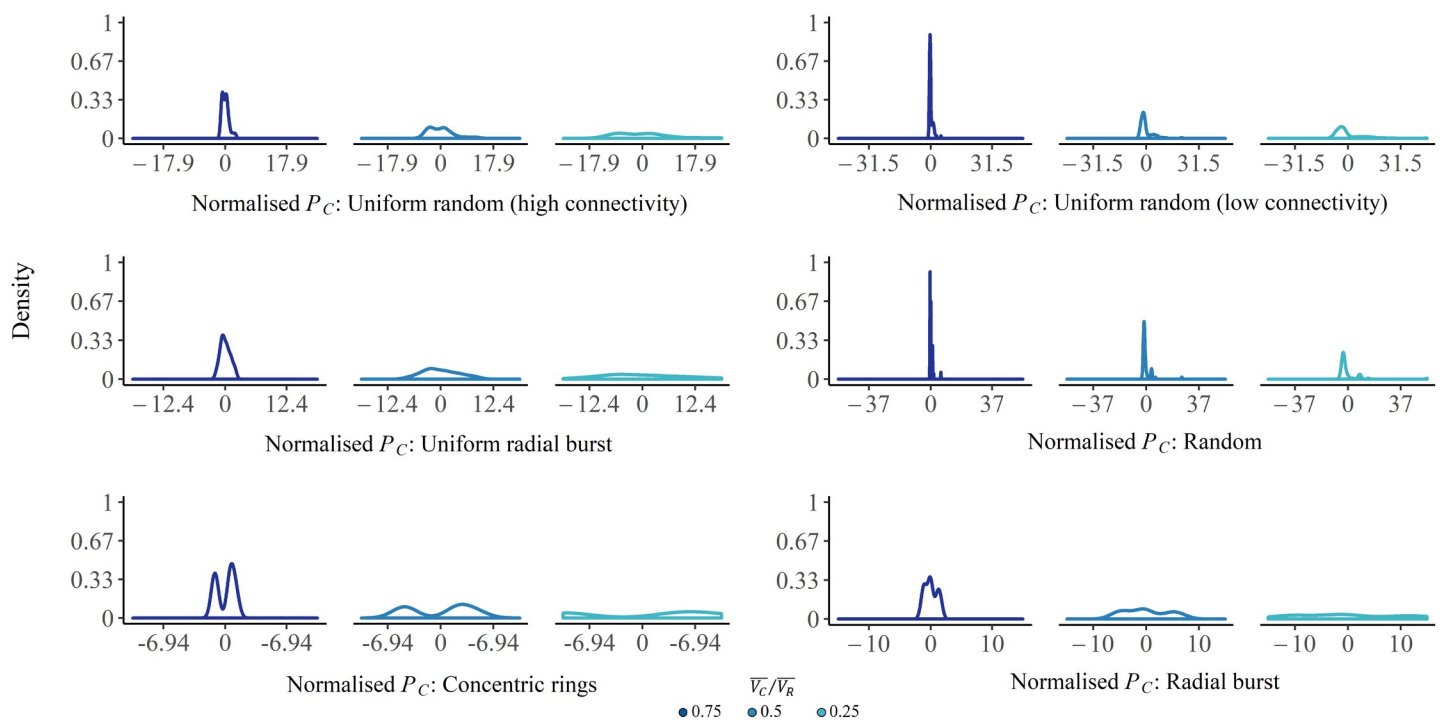 1
0.67
0.33
0
−17.9 0 17.9 −17.9 0 17.9 −17.9 0 17.9
Normalised P_C: Uniform random (high connectivity)
1
0.67
0.33
0
−31.5 0 31.5 −31.5 0 31.5 −31.5 0 31.5
Normalised P_C: Uniform random (low connectivity)
Density
1
0.67
0.33
0
−12.4 0 12.4 −12.4 0 12.4 −12.4 0 12.4
Normalised P_C: Uniform radial burst
1
0.67
0.33
0
−37 0 37 −37 0 37 −37 0 37
Normalised P_C: Random
1
0.67
0.33
0
-6.94 0 -6.94 -6.94 0 -6.94 -6.94 0 -6.94
Normalised P_C: Concentric rings
1
0.67
0.33
0
−10 0 10 −10 0 10 −10 0 10
Normalised P_C: Radial burst
V̅_C̅/V̅_R̅
0.75 0.5 0.25